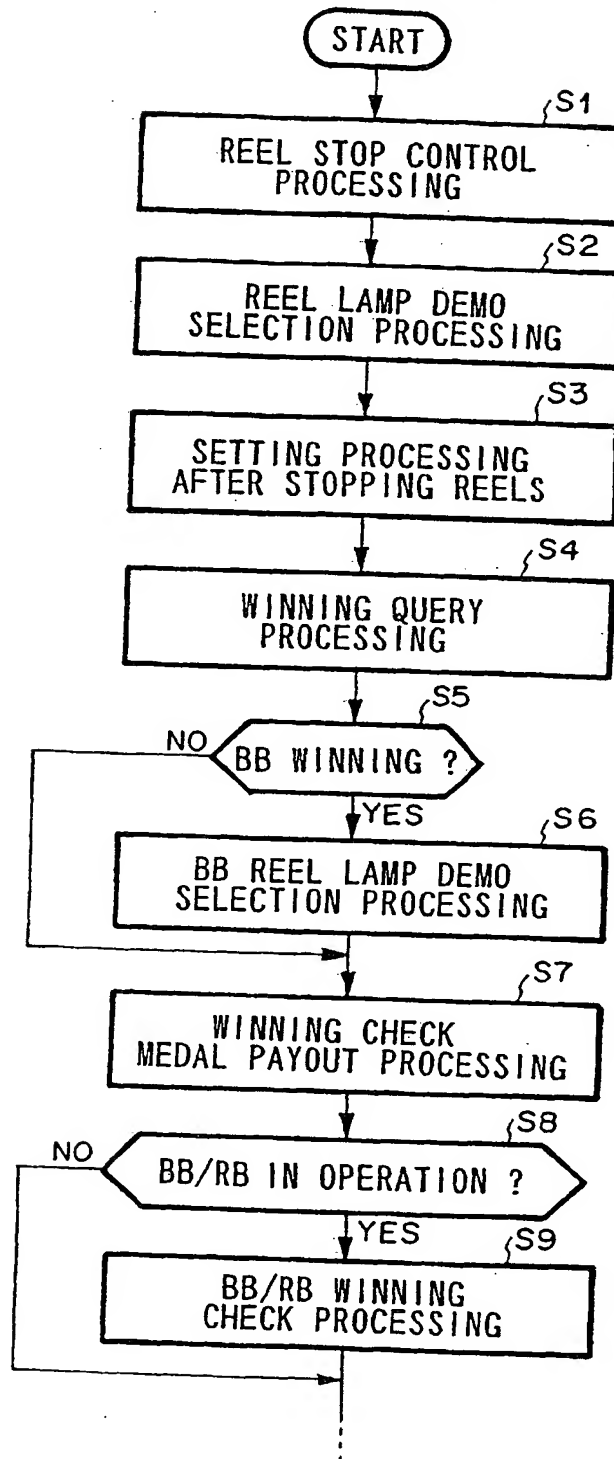 START
S1
REEL STOP CONTROL
PROCESSING
S2
REEL LAMP DEMO
SELECTION PROCESSING
S3
SETTING PROCESSING
AFTER STOPPING REELS
S4
WINNING QUERY
PROCESSING
S5
NO
BB WINNING ?
YES
S6
BB REEL LAMP DEMO
SELECTION PROCESSING
S7
WINNING CHECK
MEDAL PAYOUT PROCESSING
S8
NO
BB/RB IN OPERATION ?
YES
S9
BB/RB WINNING
CHECK PROCESSING